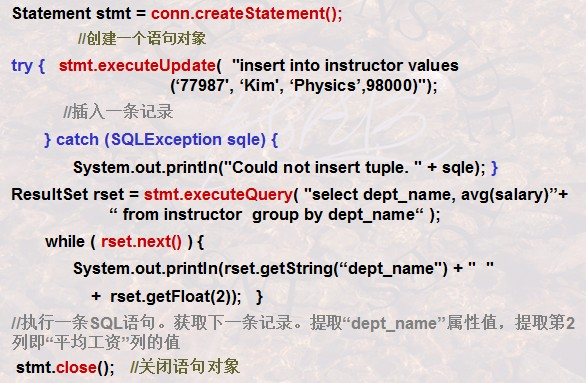 Statement stmt = conn.createStatement();
//创建一个语句对象
try { stmt.executeUpdate( "insert into instructor values
(‘77987', ‘Kim', ‘Physics’,98000)");
//插入一条记录
} catch (SQLException sqle) {
System.out.println("Could not insert tuple. " + sqle); }
ResultSet rset = stmt.executeQuery( "select dept_name, avg(salary)”+
“ from instructor group by dept_name“ );
while ( rset.next() ) {
System.out.println(rset.getString(“dept_name") + " "
+ rset.getFloat(2)); }
//执行一条SQL语句。获取下一条记录。提取“dept_name”属性值，提取第2
列即“平均工资”列的值
stmt.close(); //关闭语句对象